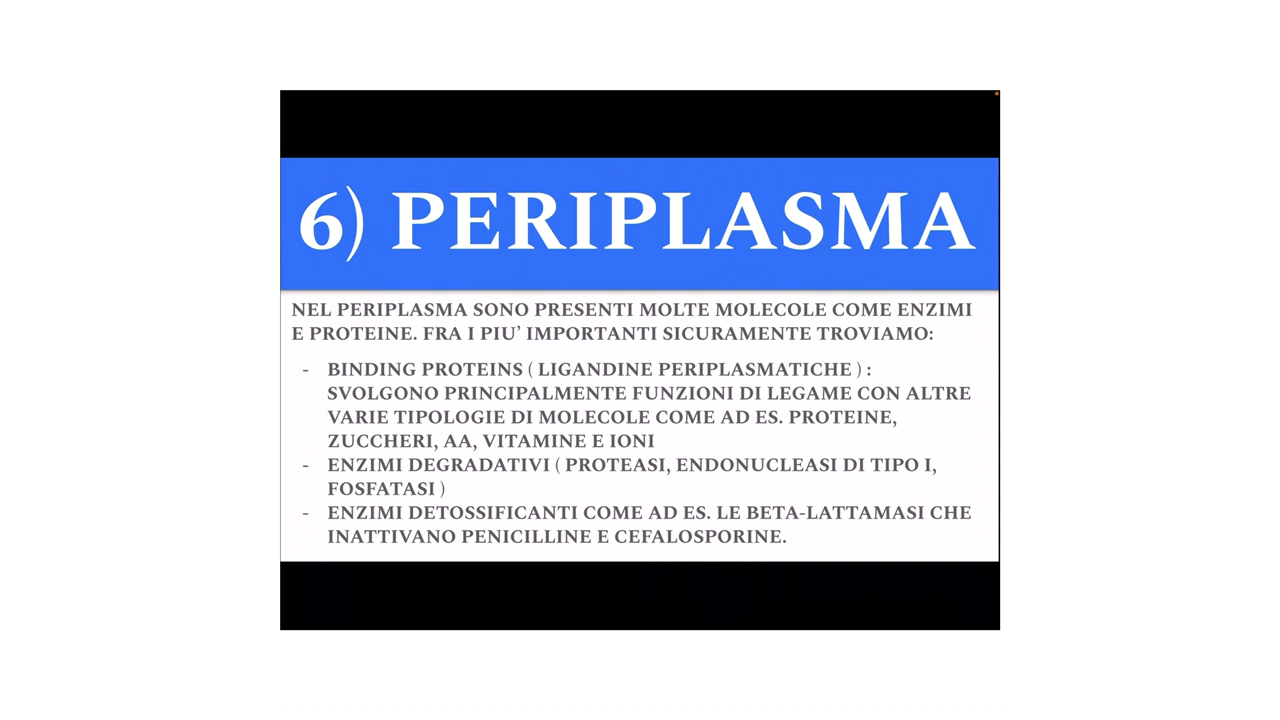 6) PERIPLASMA
NEL PERIPLASMA SONO PRESENTI MOLTE MOLECOLE COME ENZIMI
E PROTEINE. FRA I PIU' IMPORTANTI SICURAMENTE TROVIAMO:
- BINDING PROTEINS ( LIGANDINE PERIPLASMATICHE ) :
SVOLGONO PRINCIPALMENTE FUNZIONI DI LEGAME CON ALTRE
VARIE TIPOLOGIE DI MOLECOLE COME AD ES. PROTEINE,
ZUCCHERI, AA, VITAMINE E IONI
- ENZIMI DEGRADATIVI ( PROTEASI, ENDONUCLEASI DI TIPO I,
FOSFATASI )
- ENZIMI DETOSSIFICANTI COME AD ES. LE BETA-LATTAMASI CHE
INATTIVANO PENICILLINE E CEFALOSPORINE.